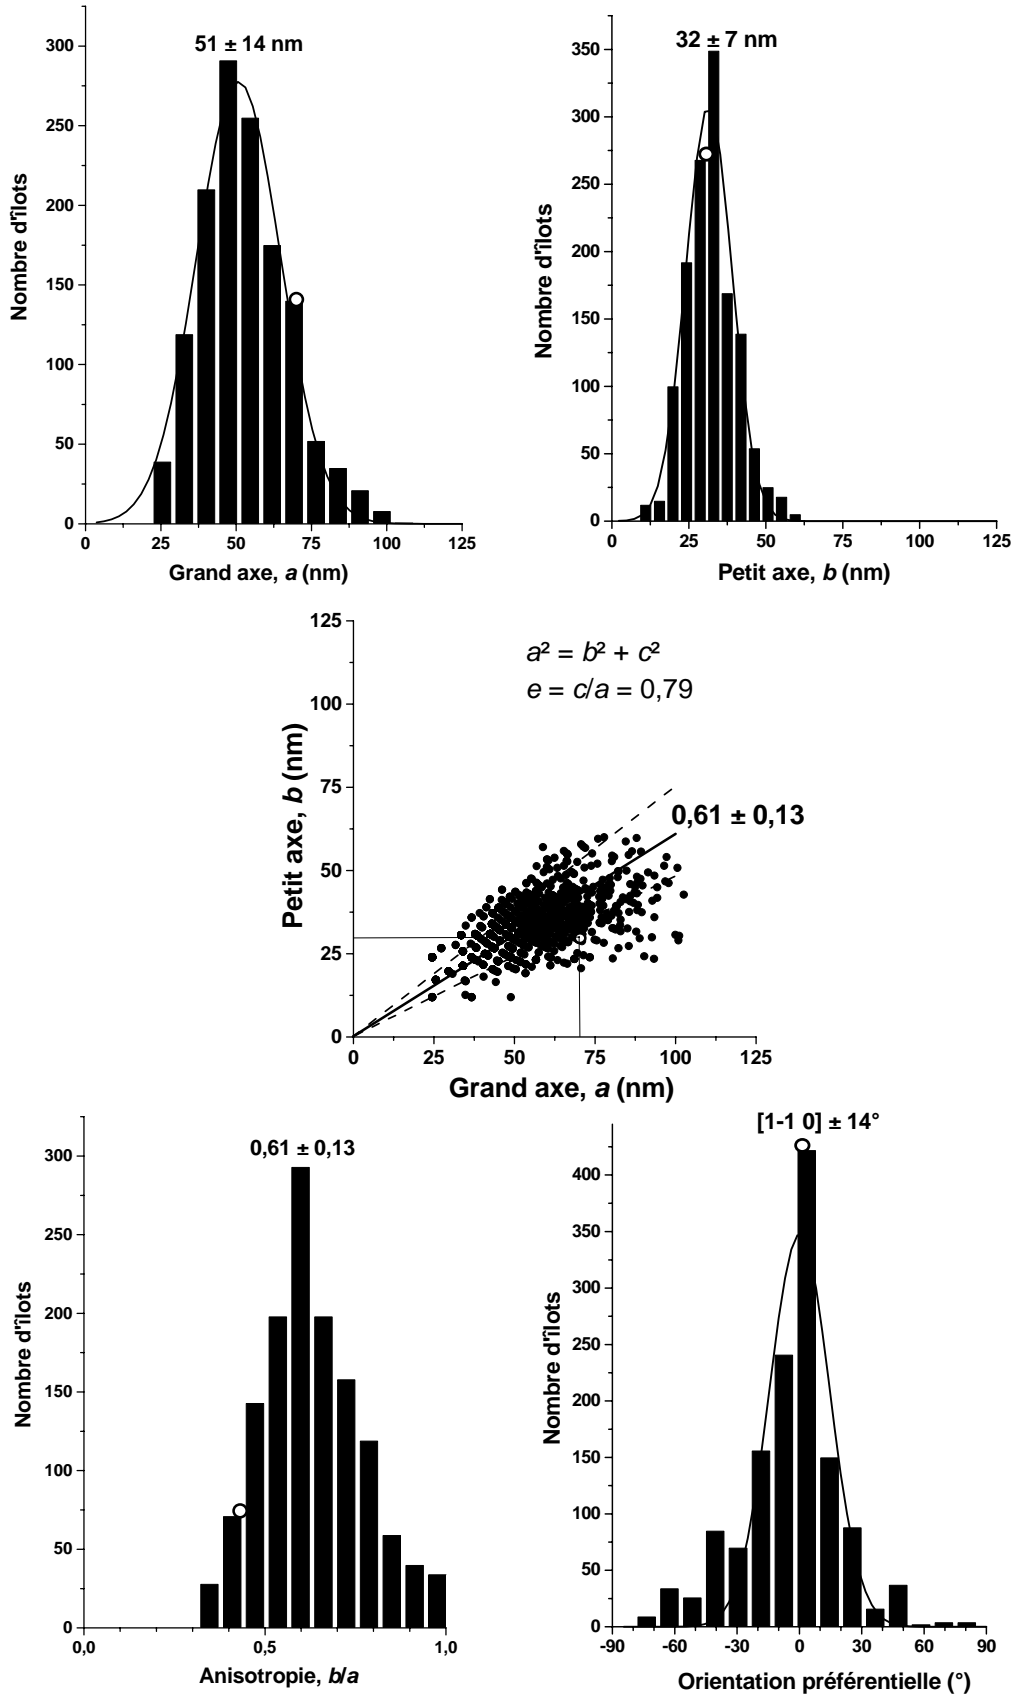 51 ± 14 nm
300
250
200
150
100
50
0
Nombre d'îlots
0 25 50 75 100 125
Grand axe, a (nm)
32 ± 7 nm
350
300
250
200
150
100
50
0
Nombre d'îlots
0 25 50 75 100 125
Petit axe, b (nm)
a² = b² + c²
e = c/a = 0,79
0,61 ± 0,13
125
100
75
50
25
0
Petit axe, b (nm)
0 25 50 75 100 125
Grand axe, a (nm)
0,61 ± 0,13
300
250
200
150
100
50
0
Nombre d'îlots
0,0 0,5 1,0
Anisotropie, b/a
[1-1 0] ± 14°
400
350
300
250
200
150
100
50
0
Nombre d'îlots
-90 -60 -30 0 30 60 90
Orientation préférentielle (°)